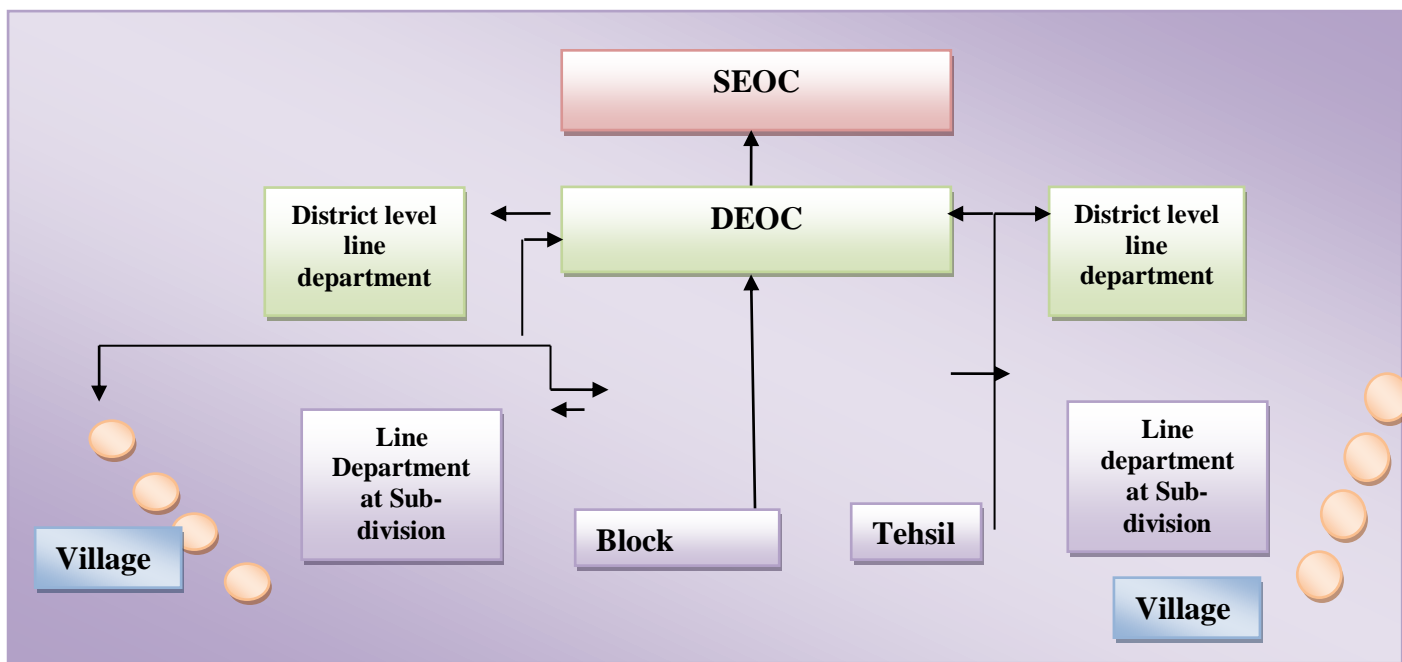 SEOC
District level
line
department
DEOC
District level
line
department
Line
Department
at Sub-
division
Block
Tehsil
Line
department
at Sub-
division
Village
Village